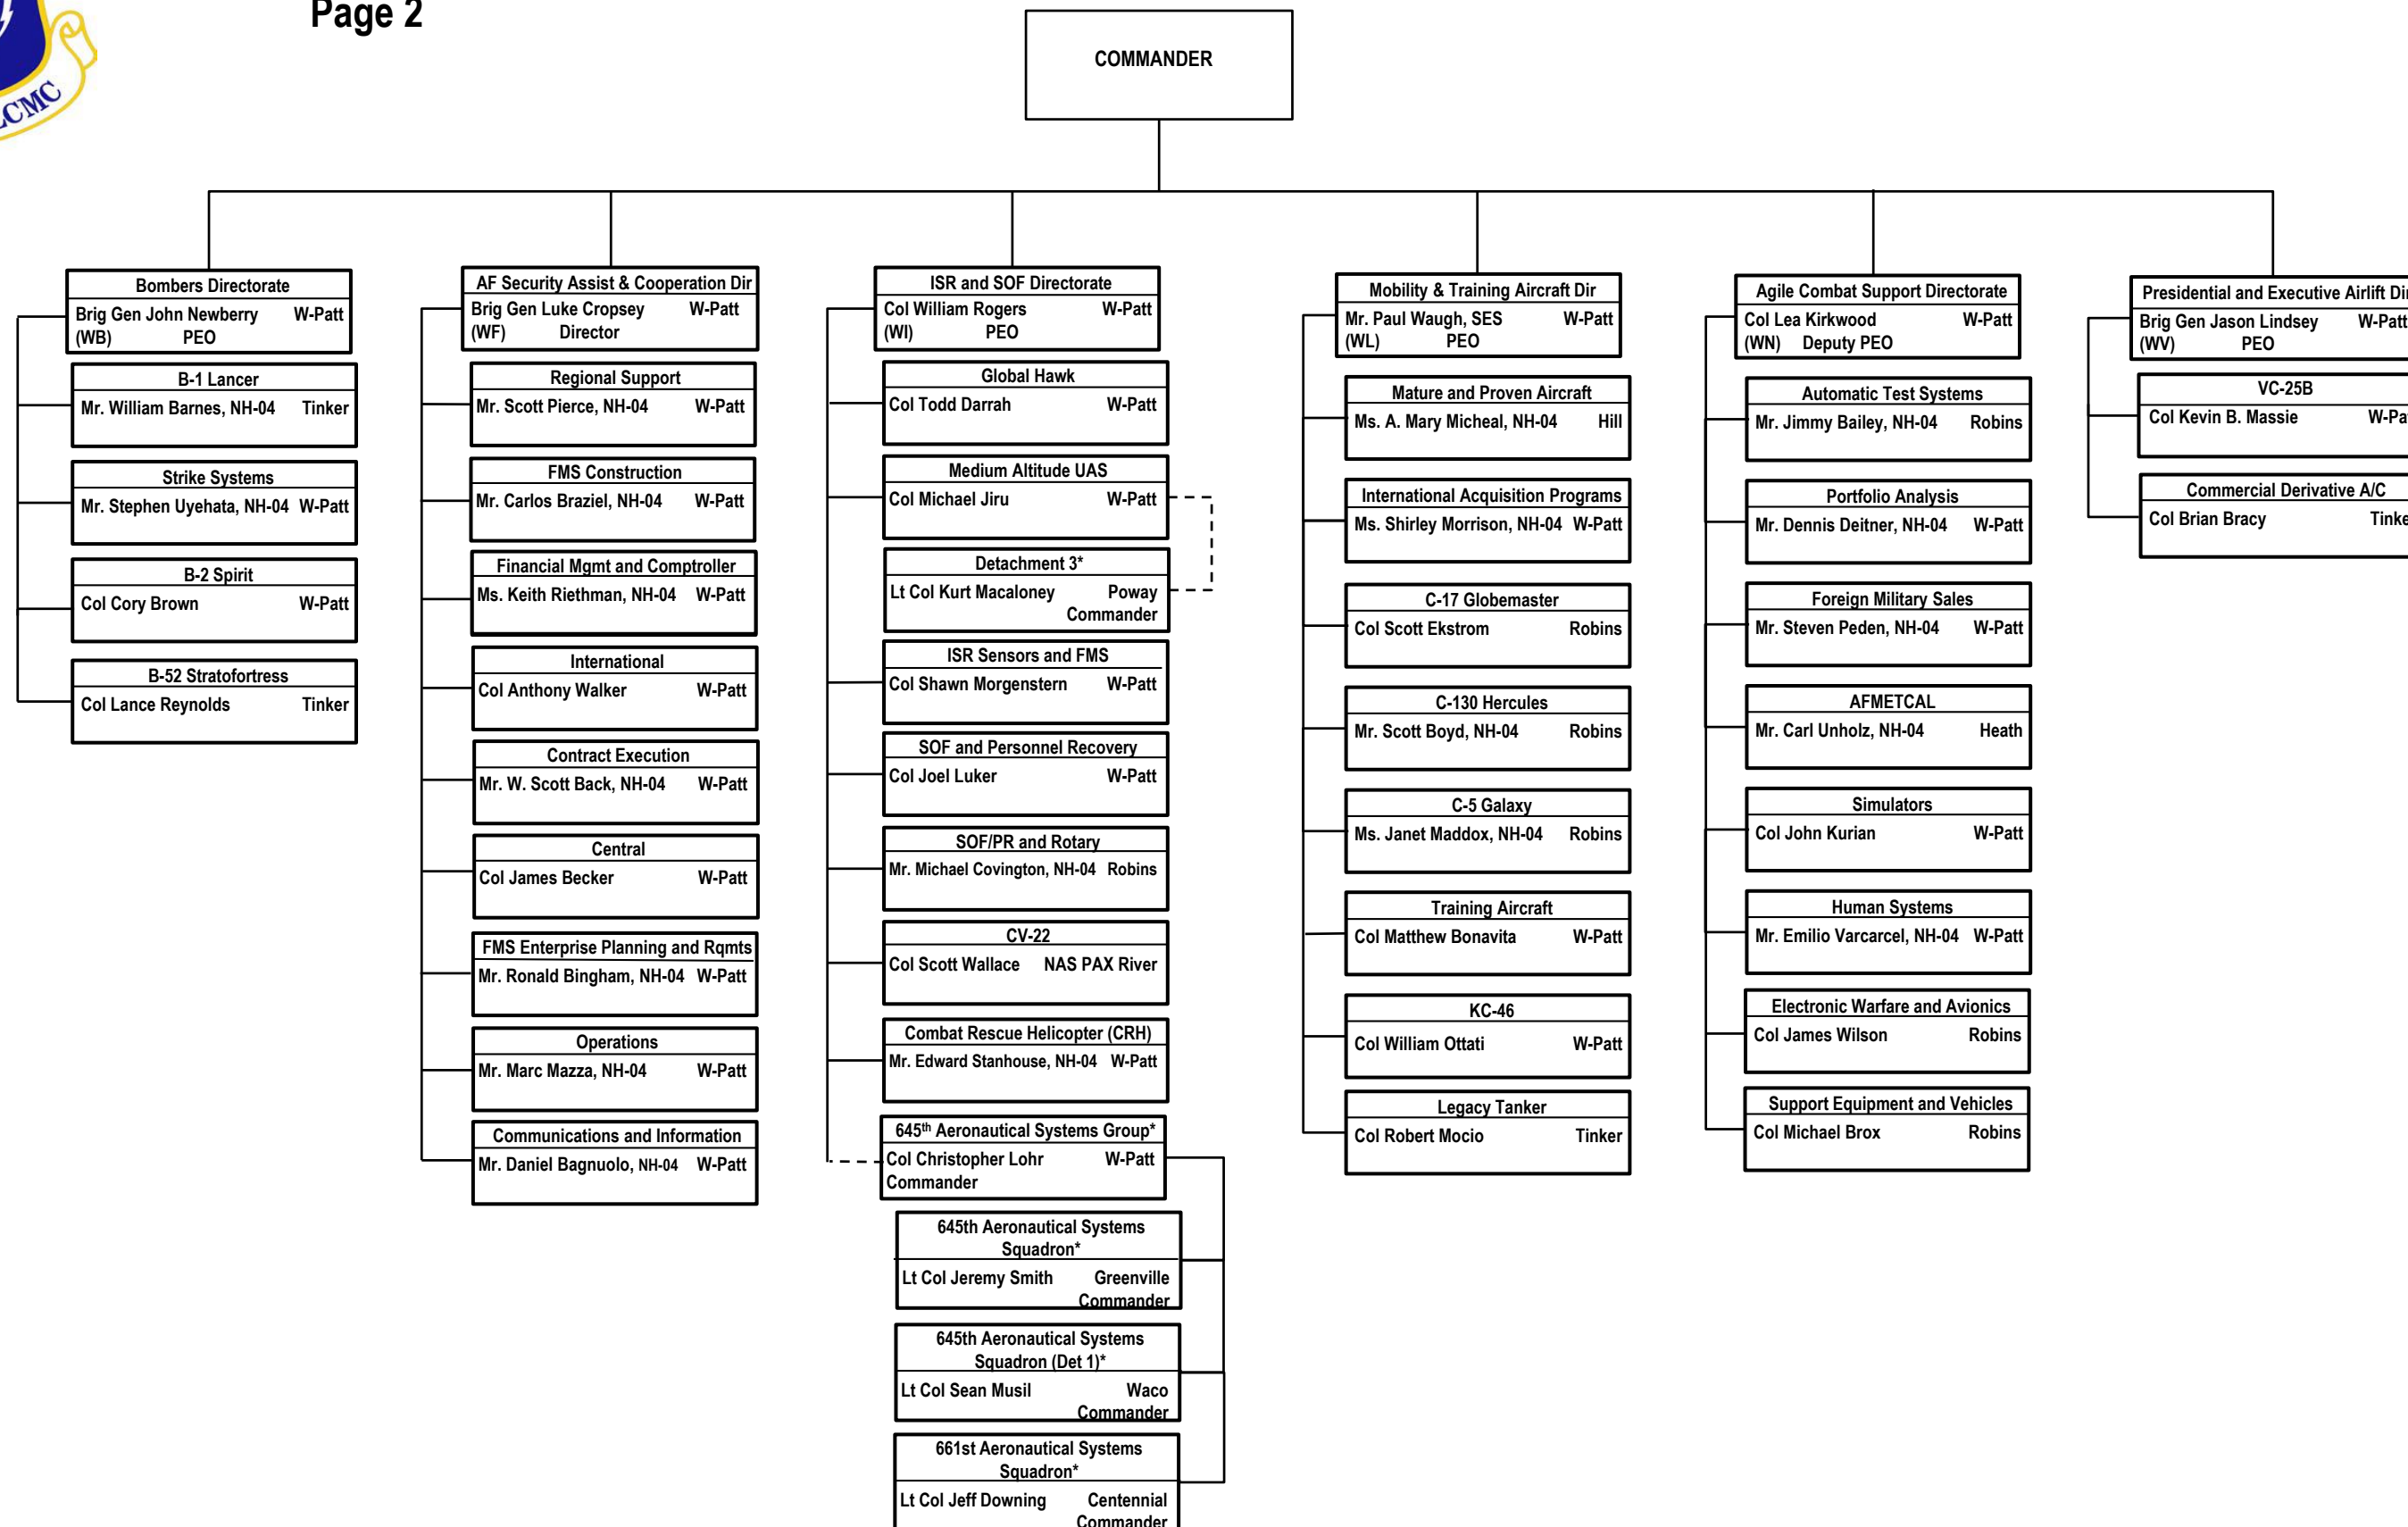 Page 2
CMC
COMMANDER
Bombers Directorate
Brig Gen John Newberry W-Patt
(WB) PEO
B-1 Lancer
Mr. William Barnes, NH-04 Tinker
Strike Systems
Mr. Stephen Uyehata, NH-04 W-Patt
B-2 Spirit
Col Cory Brown W-Patt
B-52 Stratofortress
Col Lance Reynolds Tinker
AF Security Assist & Cooperation Dir
Brig Gen Luke Cropsey W-Patt
(WF) Director
Regional Support
Mr. Scott Pierce, NH-04 W-Patt
FMS Construction
Mr. Carlos Braziel, NH-04 W-Patt
Financial Mgmt and Comptroller
Ms. Keith Riethman, NH-04 W-Patt
International
Col Anthony Walker W-Patt
Contract Execution
Mr. W. Scott Back, NH-04 W-Patt
Central
Col James Becker W-Patt
FMS Enterprise Planning and Rqmts
Mr. Ronald Bingham, NH-04 W-Patt
Operations
Mr. Marc Mazza, NH-04 W-Patt
Communications and Information
Mr. Daniel Bagnuolo, NH-04 W-Patt
ISR and SOF Directorate
Col William Rogers W-Patt
(WI) PEO
Global Hawk
Col Todd Darrah W-Patt
Medium Altitude UAS
Col Michael Jiru W-Patt
Detachment 3*
Lt Col Kurt Macaloney Poway
Commander
ISR Sensors and FMS
Col Shawn Morgenstern W-Patt
SOF and Personnel Recovery
Col Joel Luker W-Patt
SOF/PR and Rotary
Mr. Michael Covington, NH-04 Robins
CV-22
Col Scott Wallace NAS PAX River
Combat Rescue Helicopter (CRH)
Mr. Edward Stanhouse, NH-04 W-Patt
645th Aeronautical Systems Group*
Col Christopher Lohr W-Patt
Commander
645th Aeronautical Systems
Squadron*
Lt Col Jeremy Smith Greenville
Commander
645th Aeronautical Systems
Squadron (Det 1)*
Lt Col Sean Musil Waco
Commander
661st Aeronautical Systems
Squadron*
Lt Col Jeff Downing Centennial
Commander
Mobility & Training Aircraft Dir
Mr. Paul Waugh, SES W-Patt
(WL) PEO
Mature and Proven Aircraft
Ms. A. Mary Micheal, NH-04 Hill
International Acquisition Programs
Ms. Shirley Morrison, NH-04 W-Patt
C-17 Globemaster
Col Scott Ekstrom Robins
C-130 Hercules
Mr. Scott Boyd, NH-04 Robins
C-5 Galaxy
Ms. Janet Maddox, NH-04 Robins
Training Aircraft
Col Matthew Bonavita W-Patt
KC-46
Col William Ottati W-Patt
Legacy Tanker
Col Robert Mocio Tinker
Agile Combat Support Directorate
Col Lea Kirkwood W-Patt
(WN) Deputy PEO
Automatic Test Systems
Mr. Jimmy Bailey, NH-04 Robins
Portfolio Analysis
Mr. Dennis Deitner, NH-04 W-Patt
Foreign Military Sales
Mr. Steven Peden, NH-04 W-Patt
AFMETCAL
Mr. Carl Unholz, NH-04 Heath
Simulators
Col John Kurian W-Patt
Human Systems
Mr. Emilio Varcarcel, NH-04 W-Patt
Electronic Warfare and Avionics
Col James Wilson Robins
Support Equipment and Vehicles
Col Michael Brox Robins
Presidential and Executive Airlift Dir
Brig Gen Jason Lindsey W-Patt
(WV) PEO
VC-25B
Col Kevin B. Massie W-Pa
Commercial Derivative A/C
Col Brian Bracy Tinke